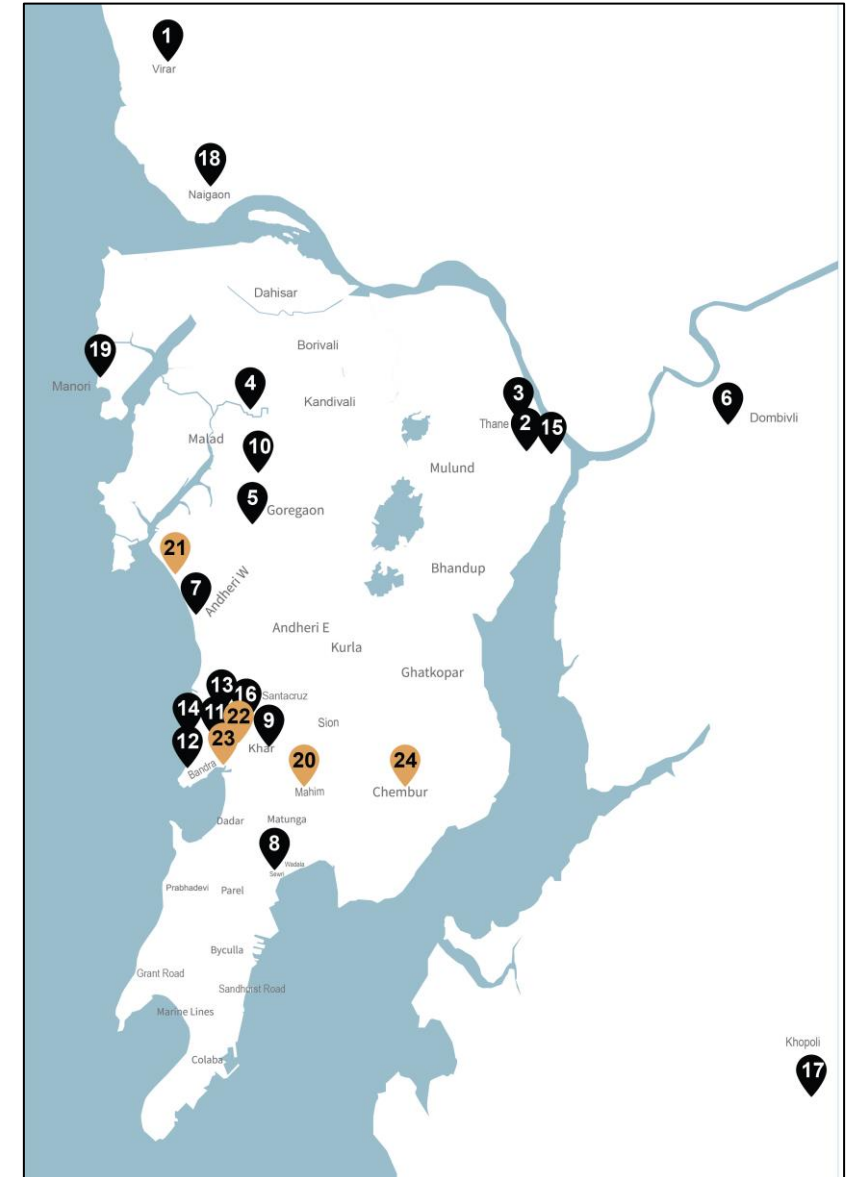 1
Virar
18
Naigaon
Dahisar
Borivali
19
Manori
4
Kandivali
3
6
Thane
2
15
Dombivli
Malad
10
Mulund
5
Goregaon
21
Bhandup
7
Andheri W
Andheri E
Kurla
Ghatkopar
13
16
Santacruz
14
11
22
9
Sion
12
23
Khar
Bandra
20
24
Mahim
Chembur
Dadar
Matunga
8
Wadala
Sewri
Prabhadevi
Parel
Byculla
Grant Road
Sandhurst Road
Marine Lines
Colaba
Khopoli
17